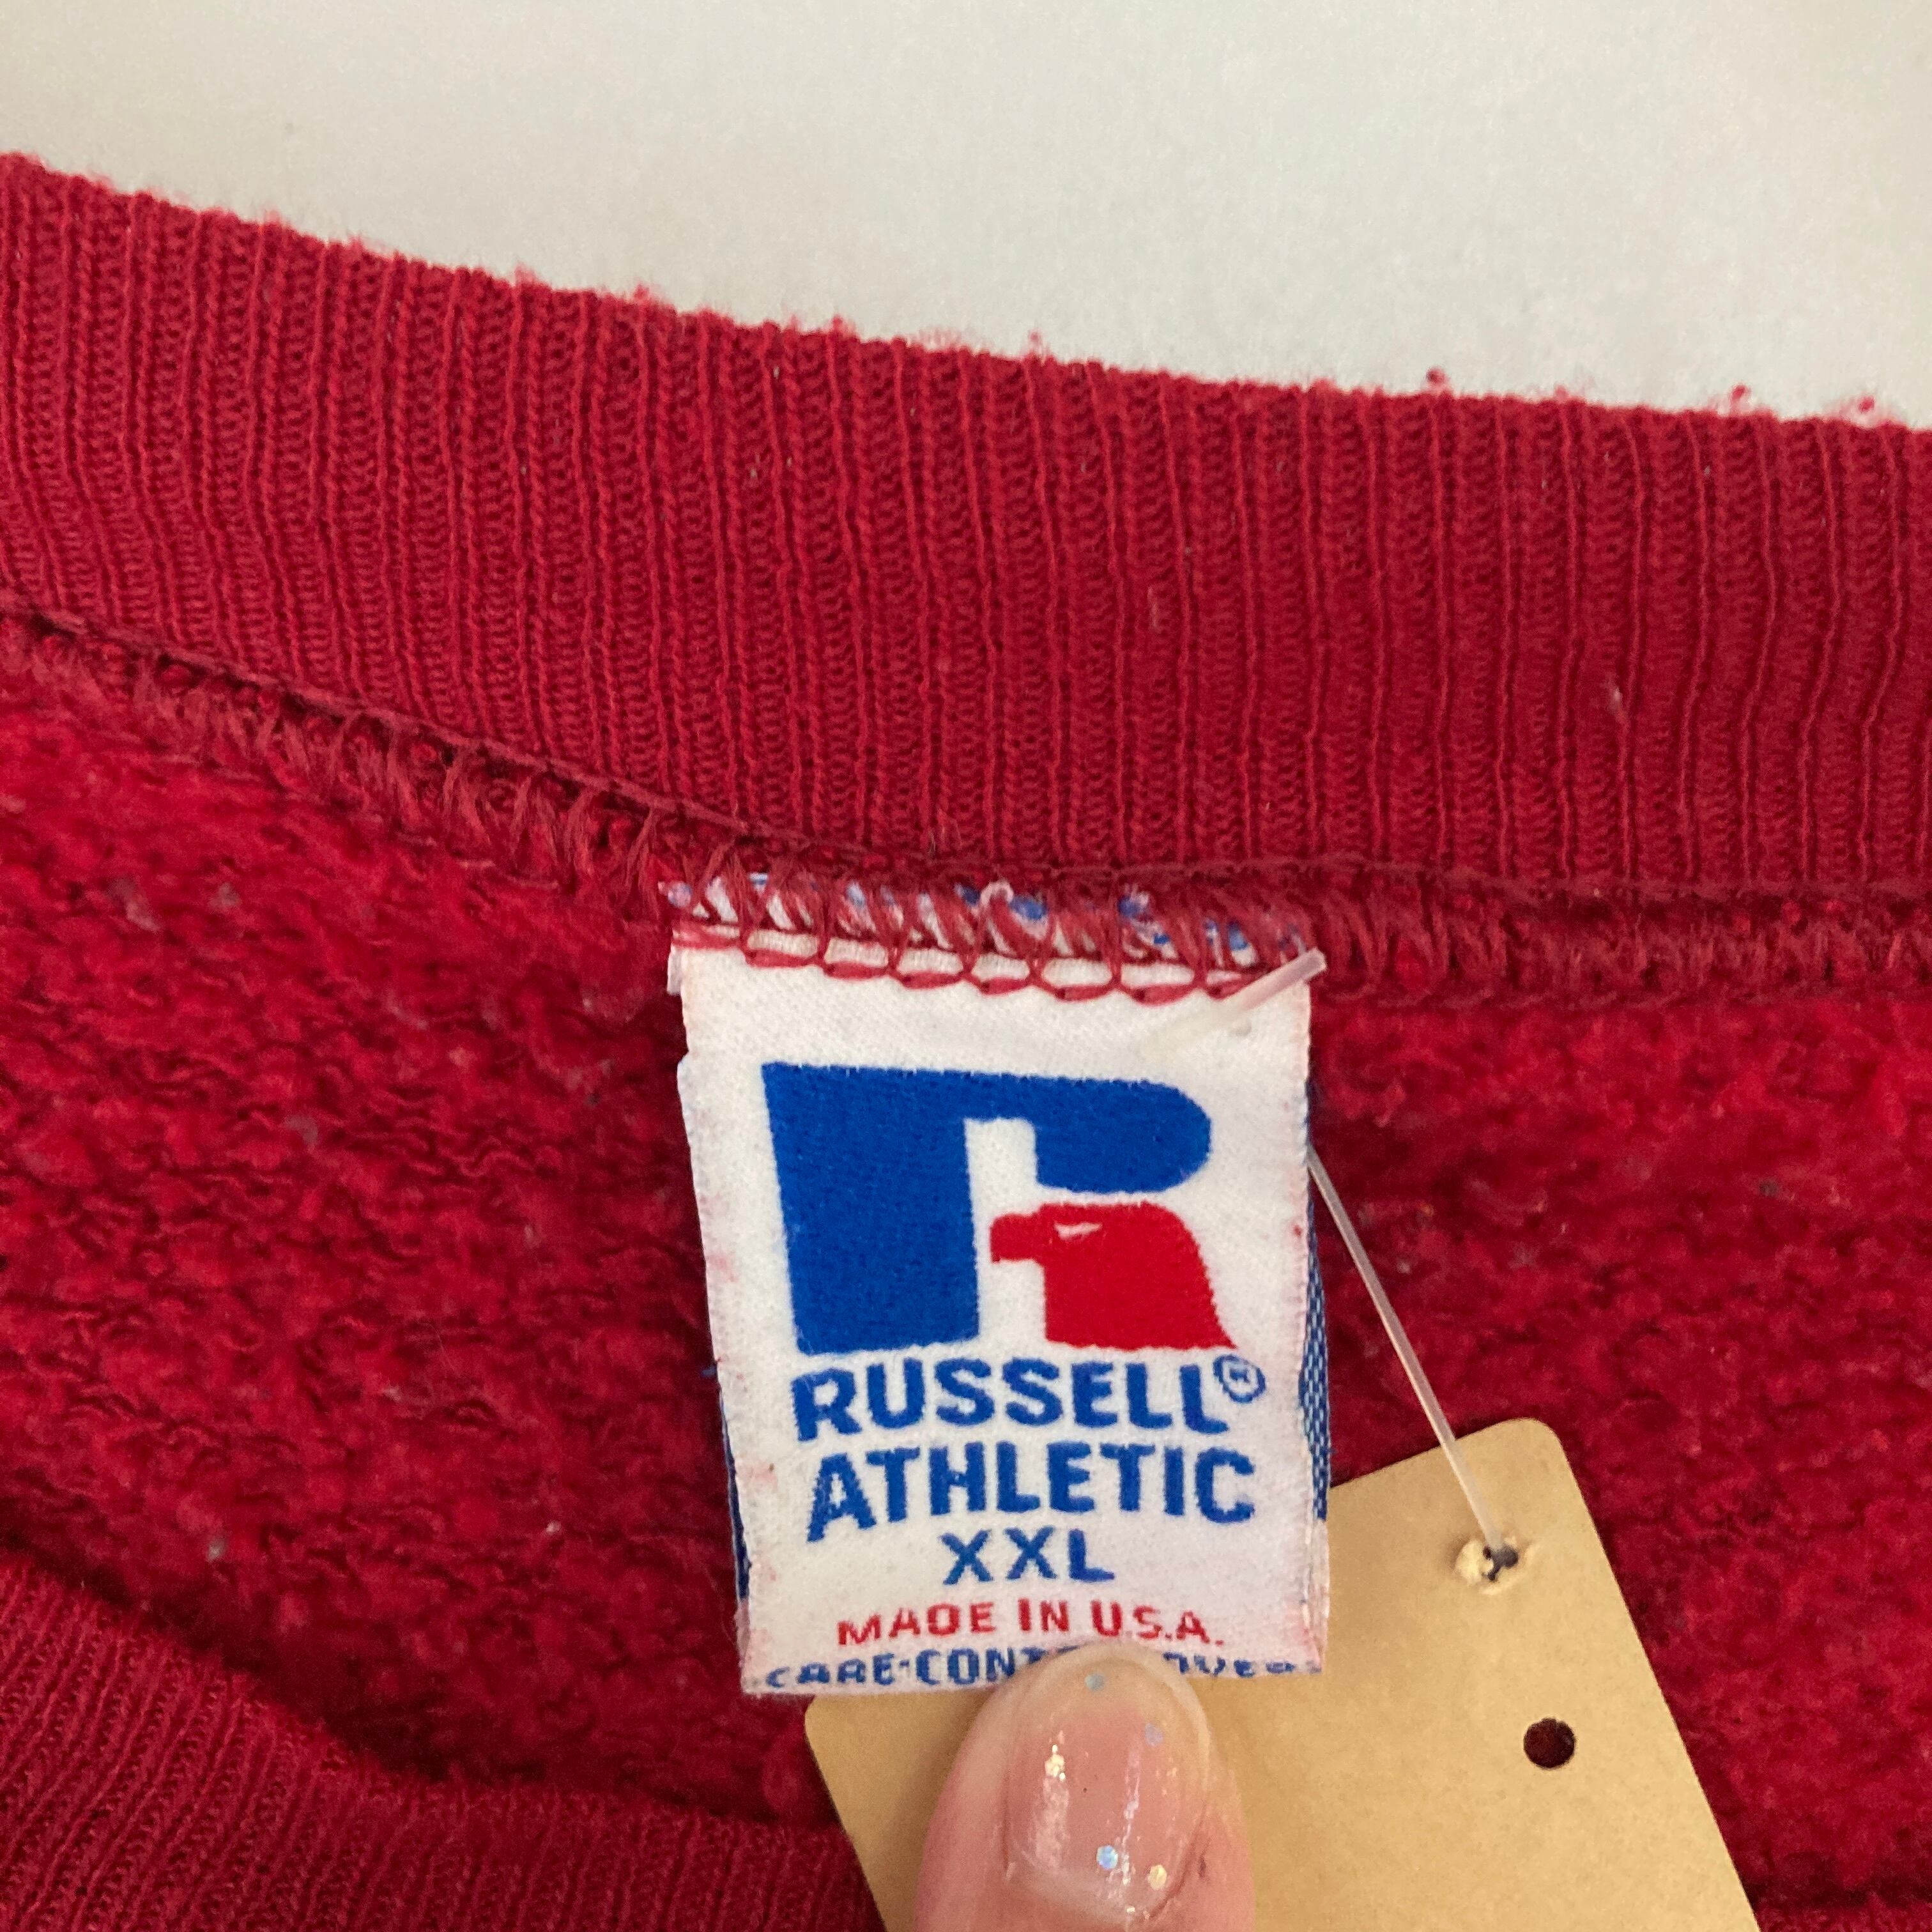 RUSSELL®
ATHLETIC
XXL
MADE IN U.S.A.